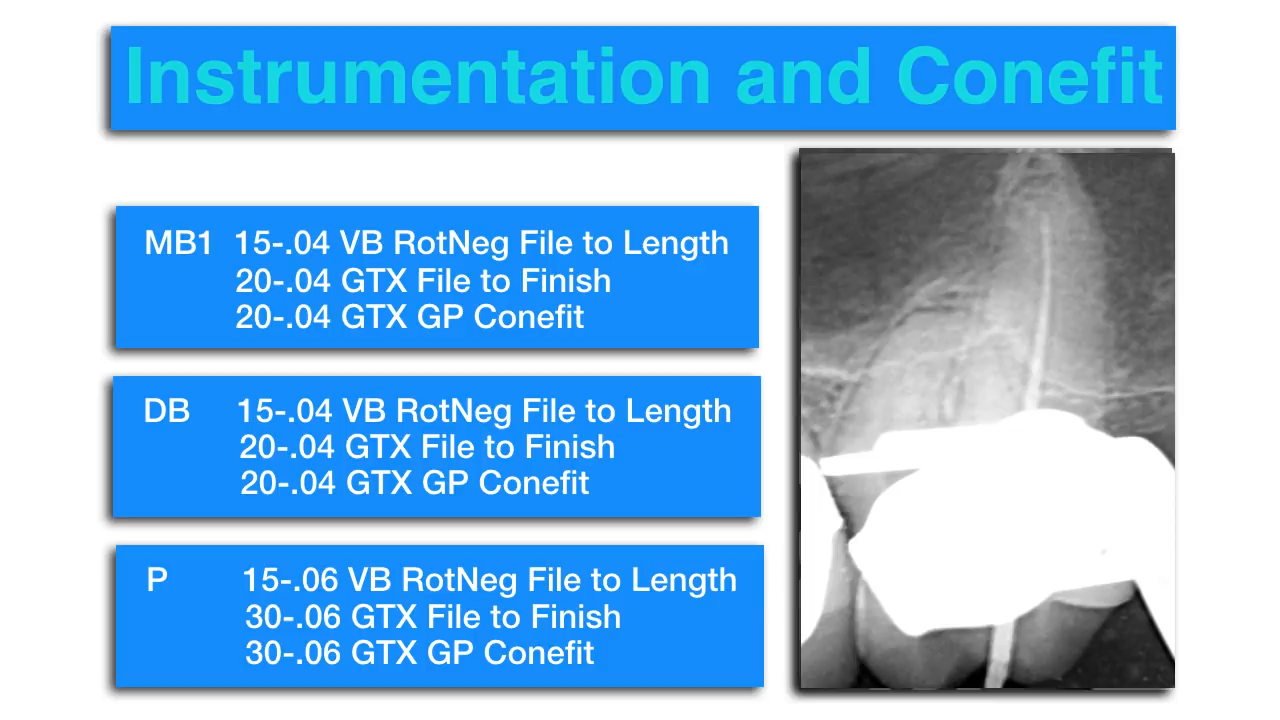 Instrumentation and Conefit
MB1 15-.04 VB RotNeg File to Length
20-.04 GTX File to Finish
20-.04 GTX GP Conefit
DB 15-.04 VB RotNeg File to Length
20-.04 GTX File to Finish
20-.04 GTX GP Conefit
P 15-.06 VB RotNeg File to Length
30-.06 GTX File to Finish
30-.06 GTX GP Conefit